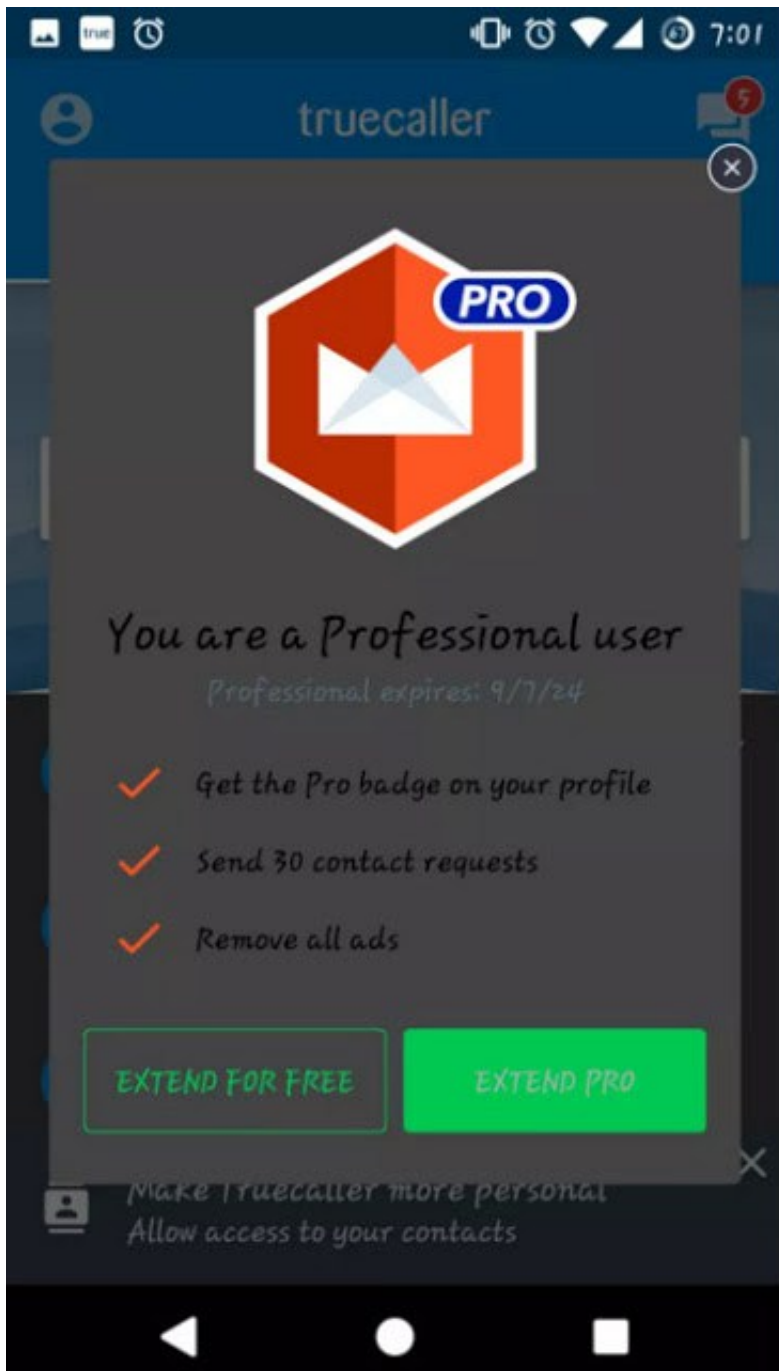 true
67
7:01
truecaller
5
PRO
You are a Professional user
Professional expires: 9/7/24
Get the Pro badge on your profile
Send 30 contact requests
Remove all ads
EXTEND FOR FREE
EXTEND PRO
Make Truecaller more personal
Allow access to your contacts